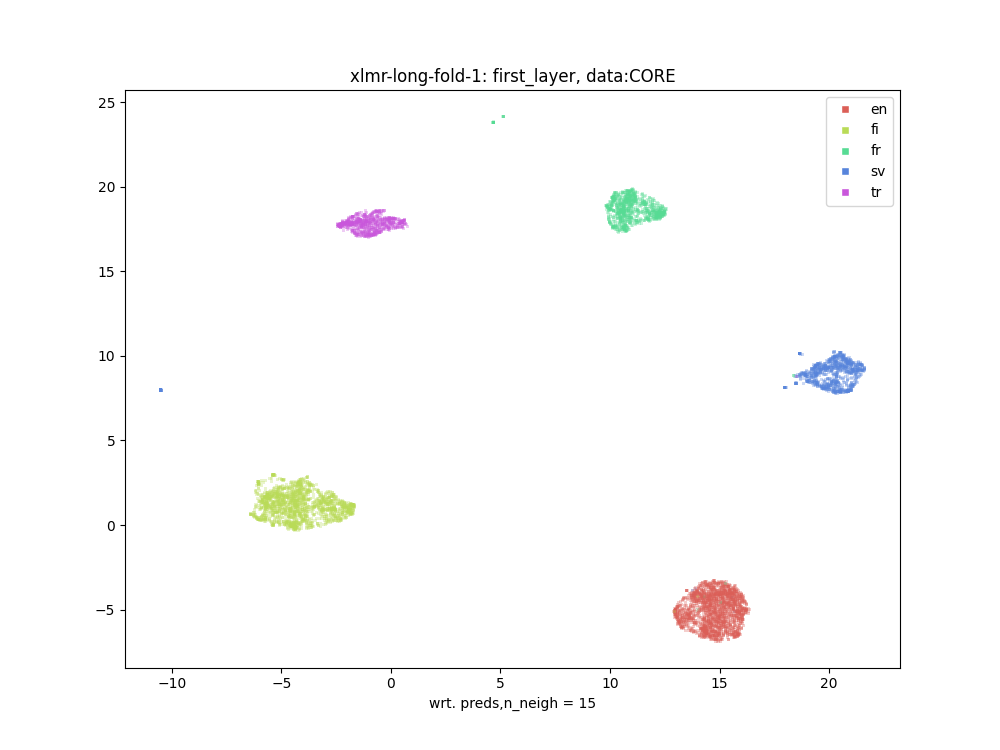 xlmr-long-fold-1: first_layer, data:CORE
25
20
15
10
5
0
−5
−10
−5
0
5
10
15
20
wrt. preds,n_neigh = 15
en
fi
fr
sv
tr